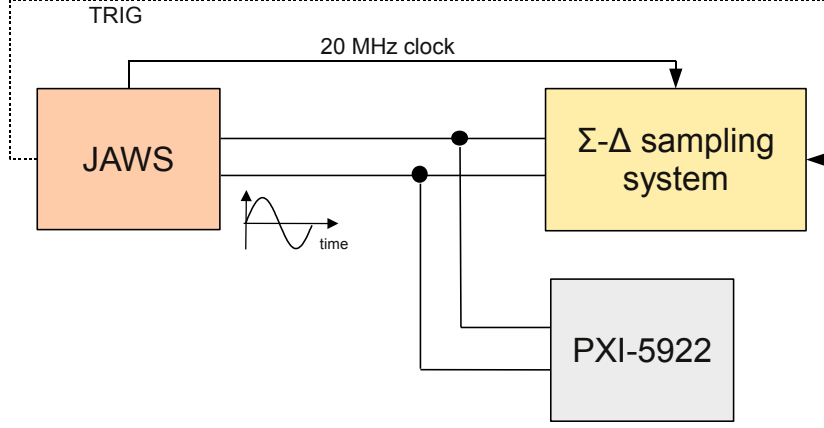 TRIG
20 MHz clock
JAWS
Σ-Δ sampling
system
time
PXI-5922